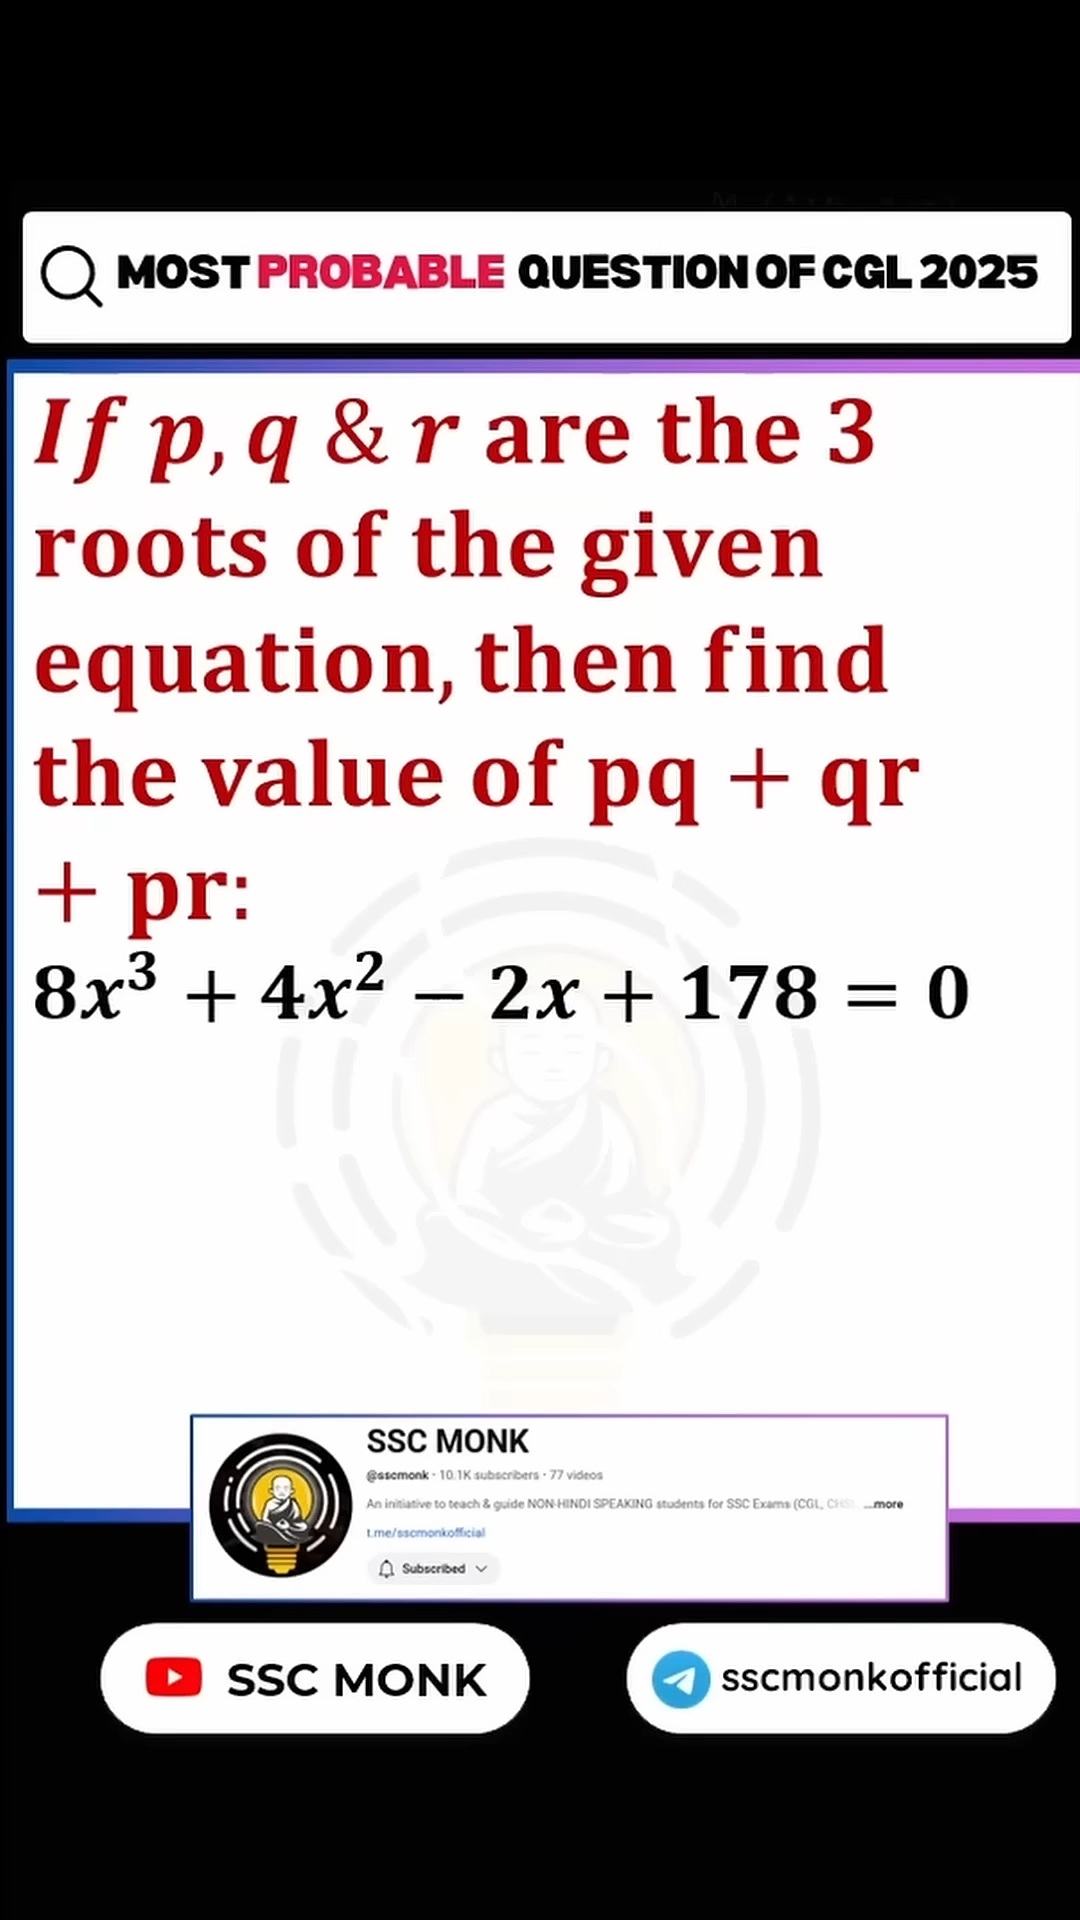 MOST PROBABLE QUESTION OF CGL 2025
If p, q & r are the 3
roots of the given
equation, then find
the value of pq + qr
+ pr:
8x³ + 4x² − 2x + 178 = 0
SSC MONK
@sscmonk · 10.1K subscribers · 77 videos
An initiative to teach & guide NON-HINDI SPEAKING students for SSC Exams (CGL, CHSL, ...more
t.me/sscmonkofficial
Subscribed
SSC MONK
sscmonkofficial